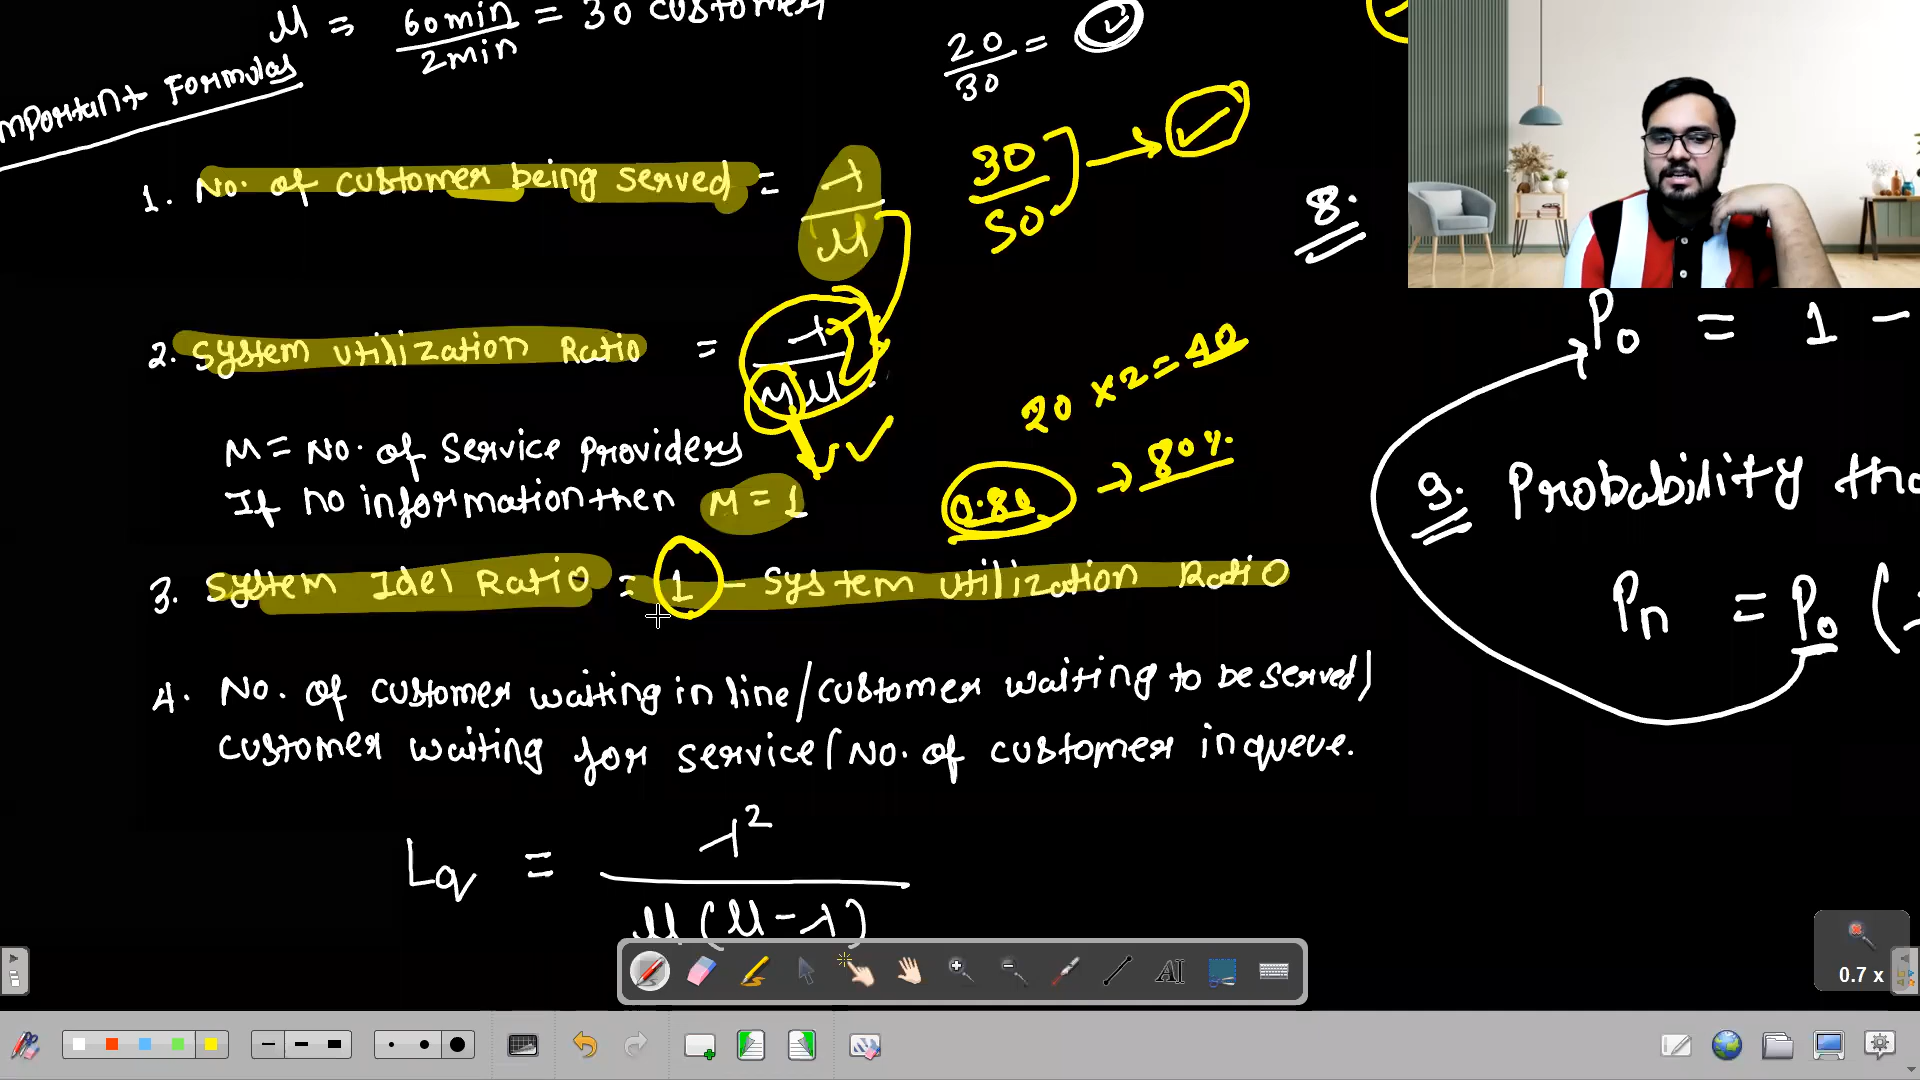 μ = 60min/2min = 30 customer
Important Formulas
20/30 =
1. No. of customer being served = λ/μ
30/50
8.
2. System utilization Ratio = λ/Mμ
20 × 2 = 40
P₀ = 1 -
M = No. of Service Providers
If no information then M = 1
0.80 → 80%
9. Probability tha
3. System Idel Ratio = 1 - System utilization Ratio
Pn = P₀ (
4. No. of customer waiting in line/customer waiting to be served/
customer waiting for service/No. of customer in queue.
Lq = λ²/μ(μ-λ)
AI
0.7 x